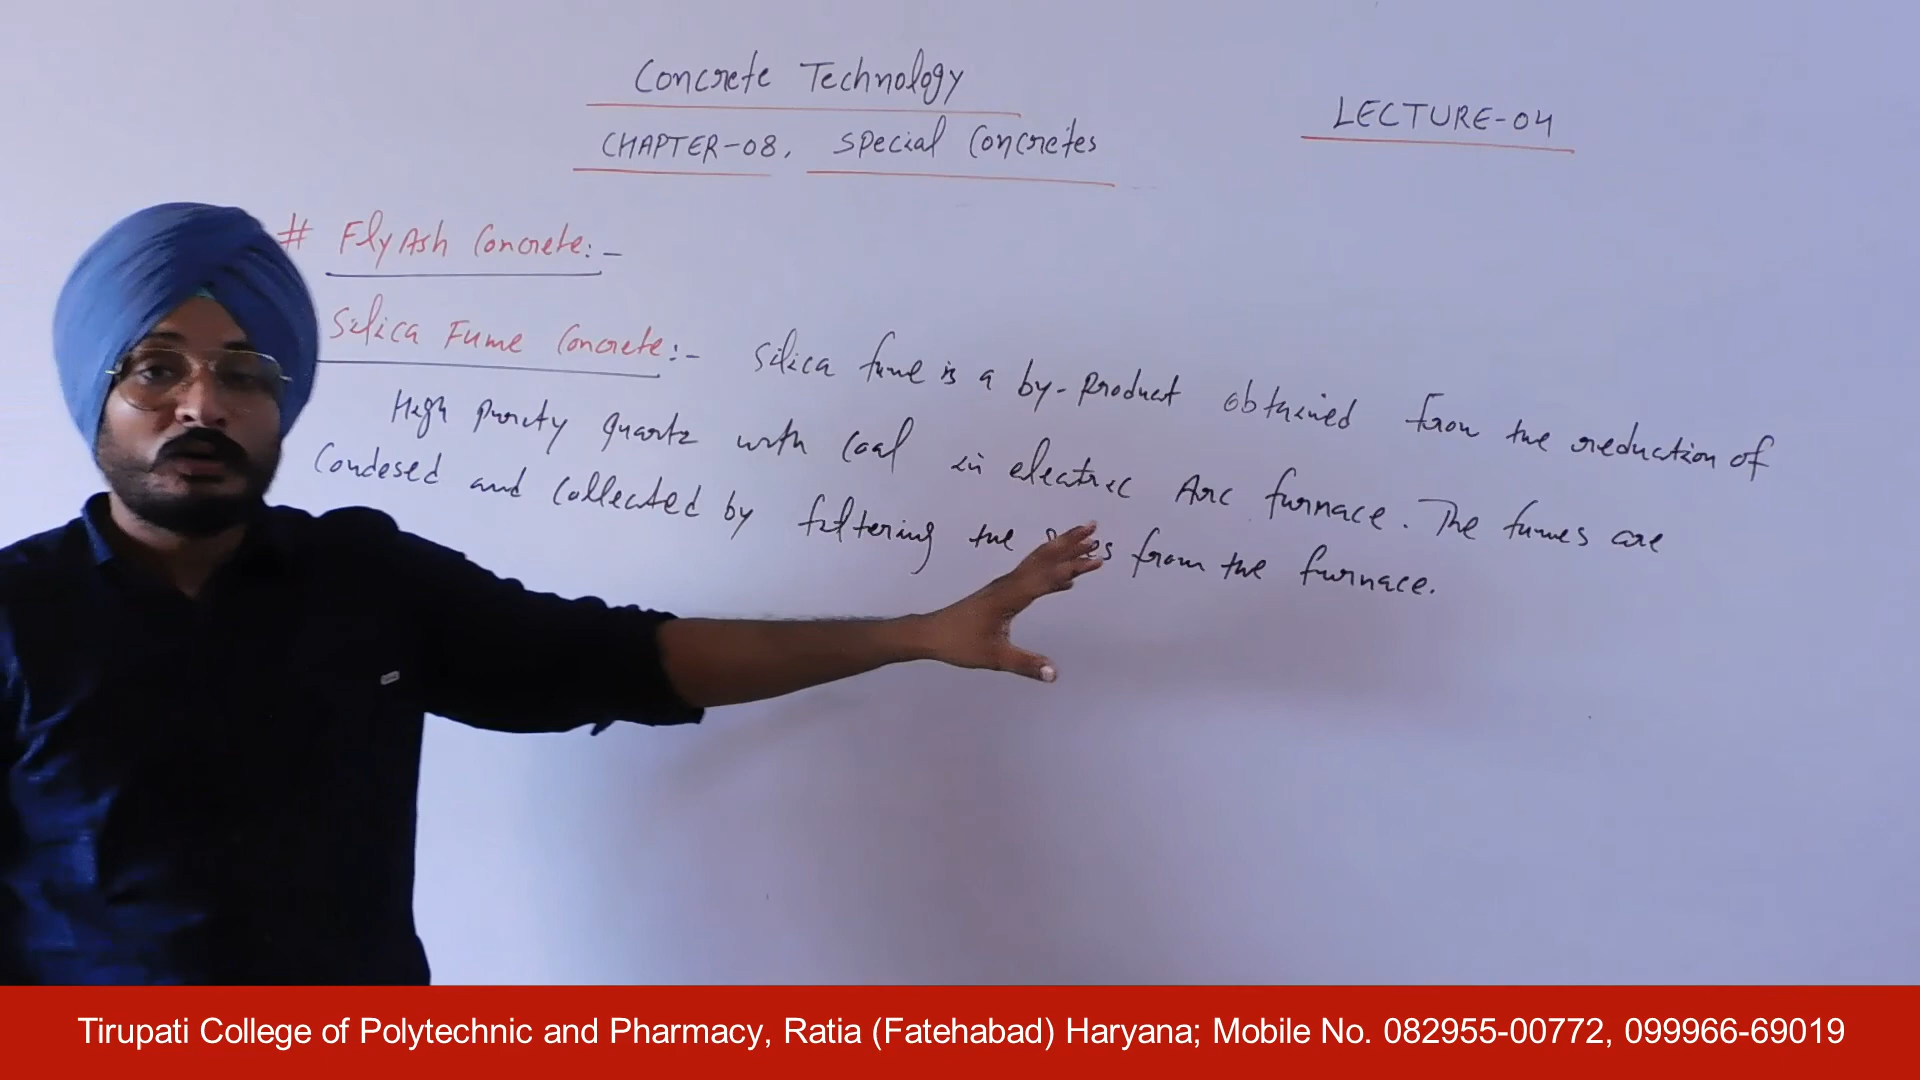 Concrete Technology
LECTURE-04
CHAPTER-08, Special Concretes
# Fly Ash Concrete:-
Silica Fume Concrete:- Silica fume is a by-Product obtained from the reduction of
High purity quartz with Coal in electric Arc furnace. The fumes are
Condesed and Collected by filtering the from the furnace.
Tirupati College of Polytechnic and Pharmacy, Ratia (Fatehabad) Haryana; Mobile No. 082955-00772, 099966-69019